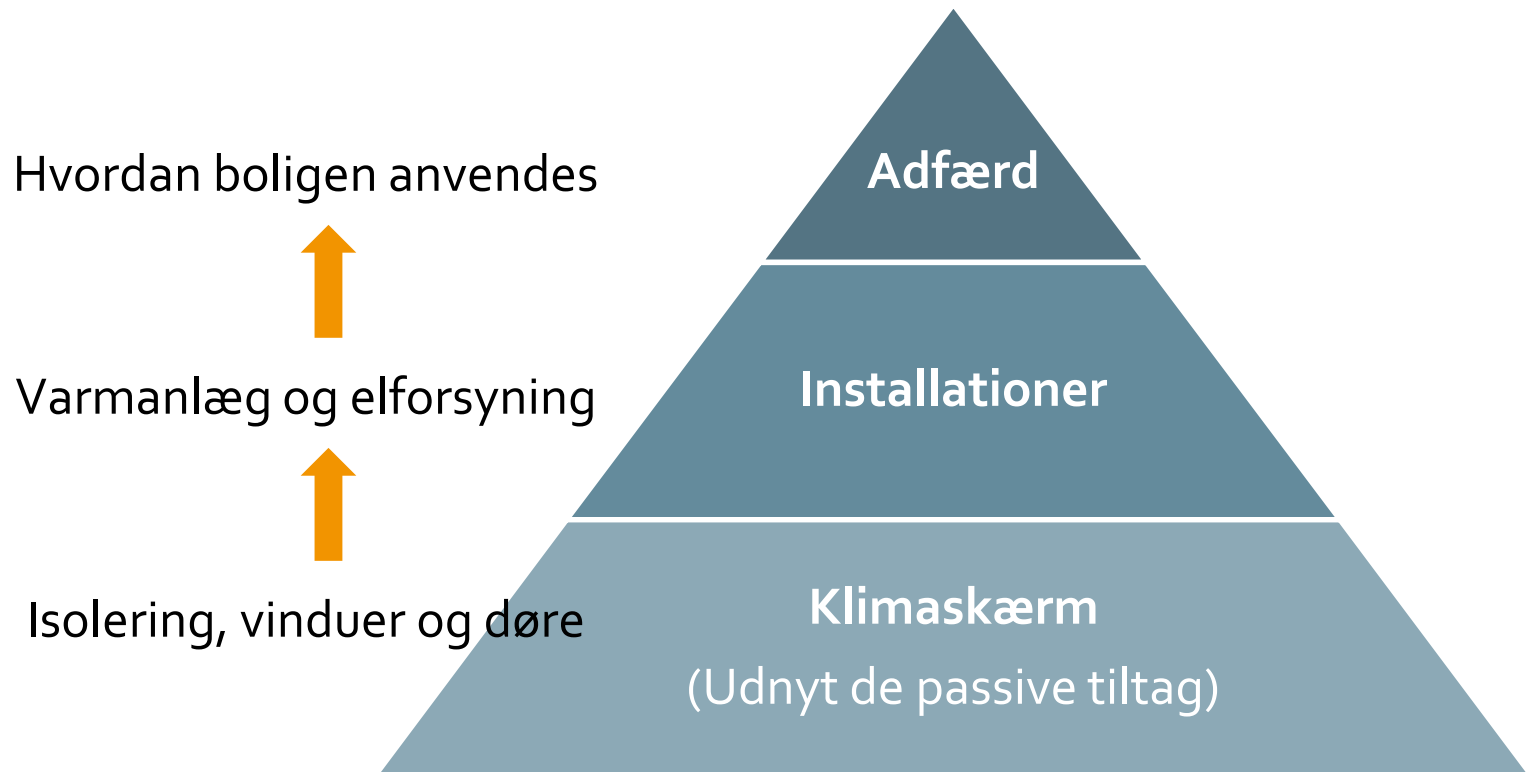 Hvordan boligen anvendes
Adfærd
Varmanlæg og elforsyning
Installationer
Isolering, vinduer og døre
Klimaskærm
(Udnyt de passive tiltag)